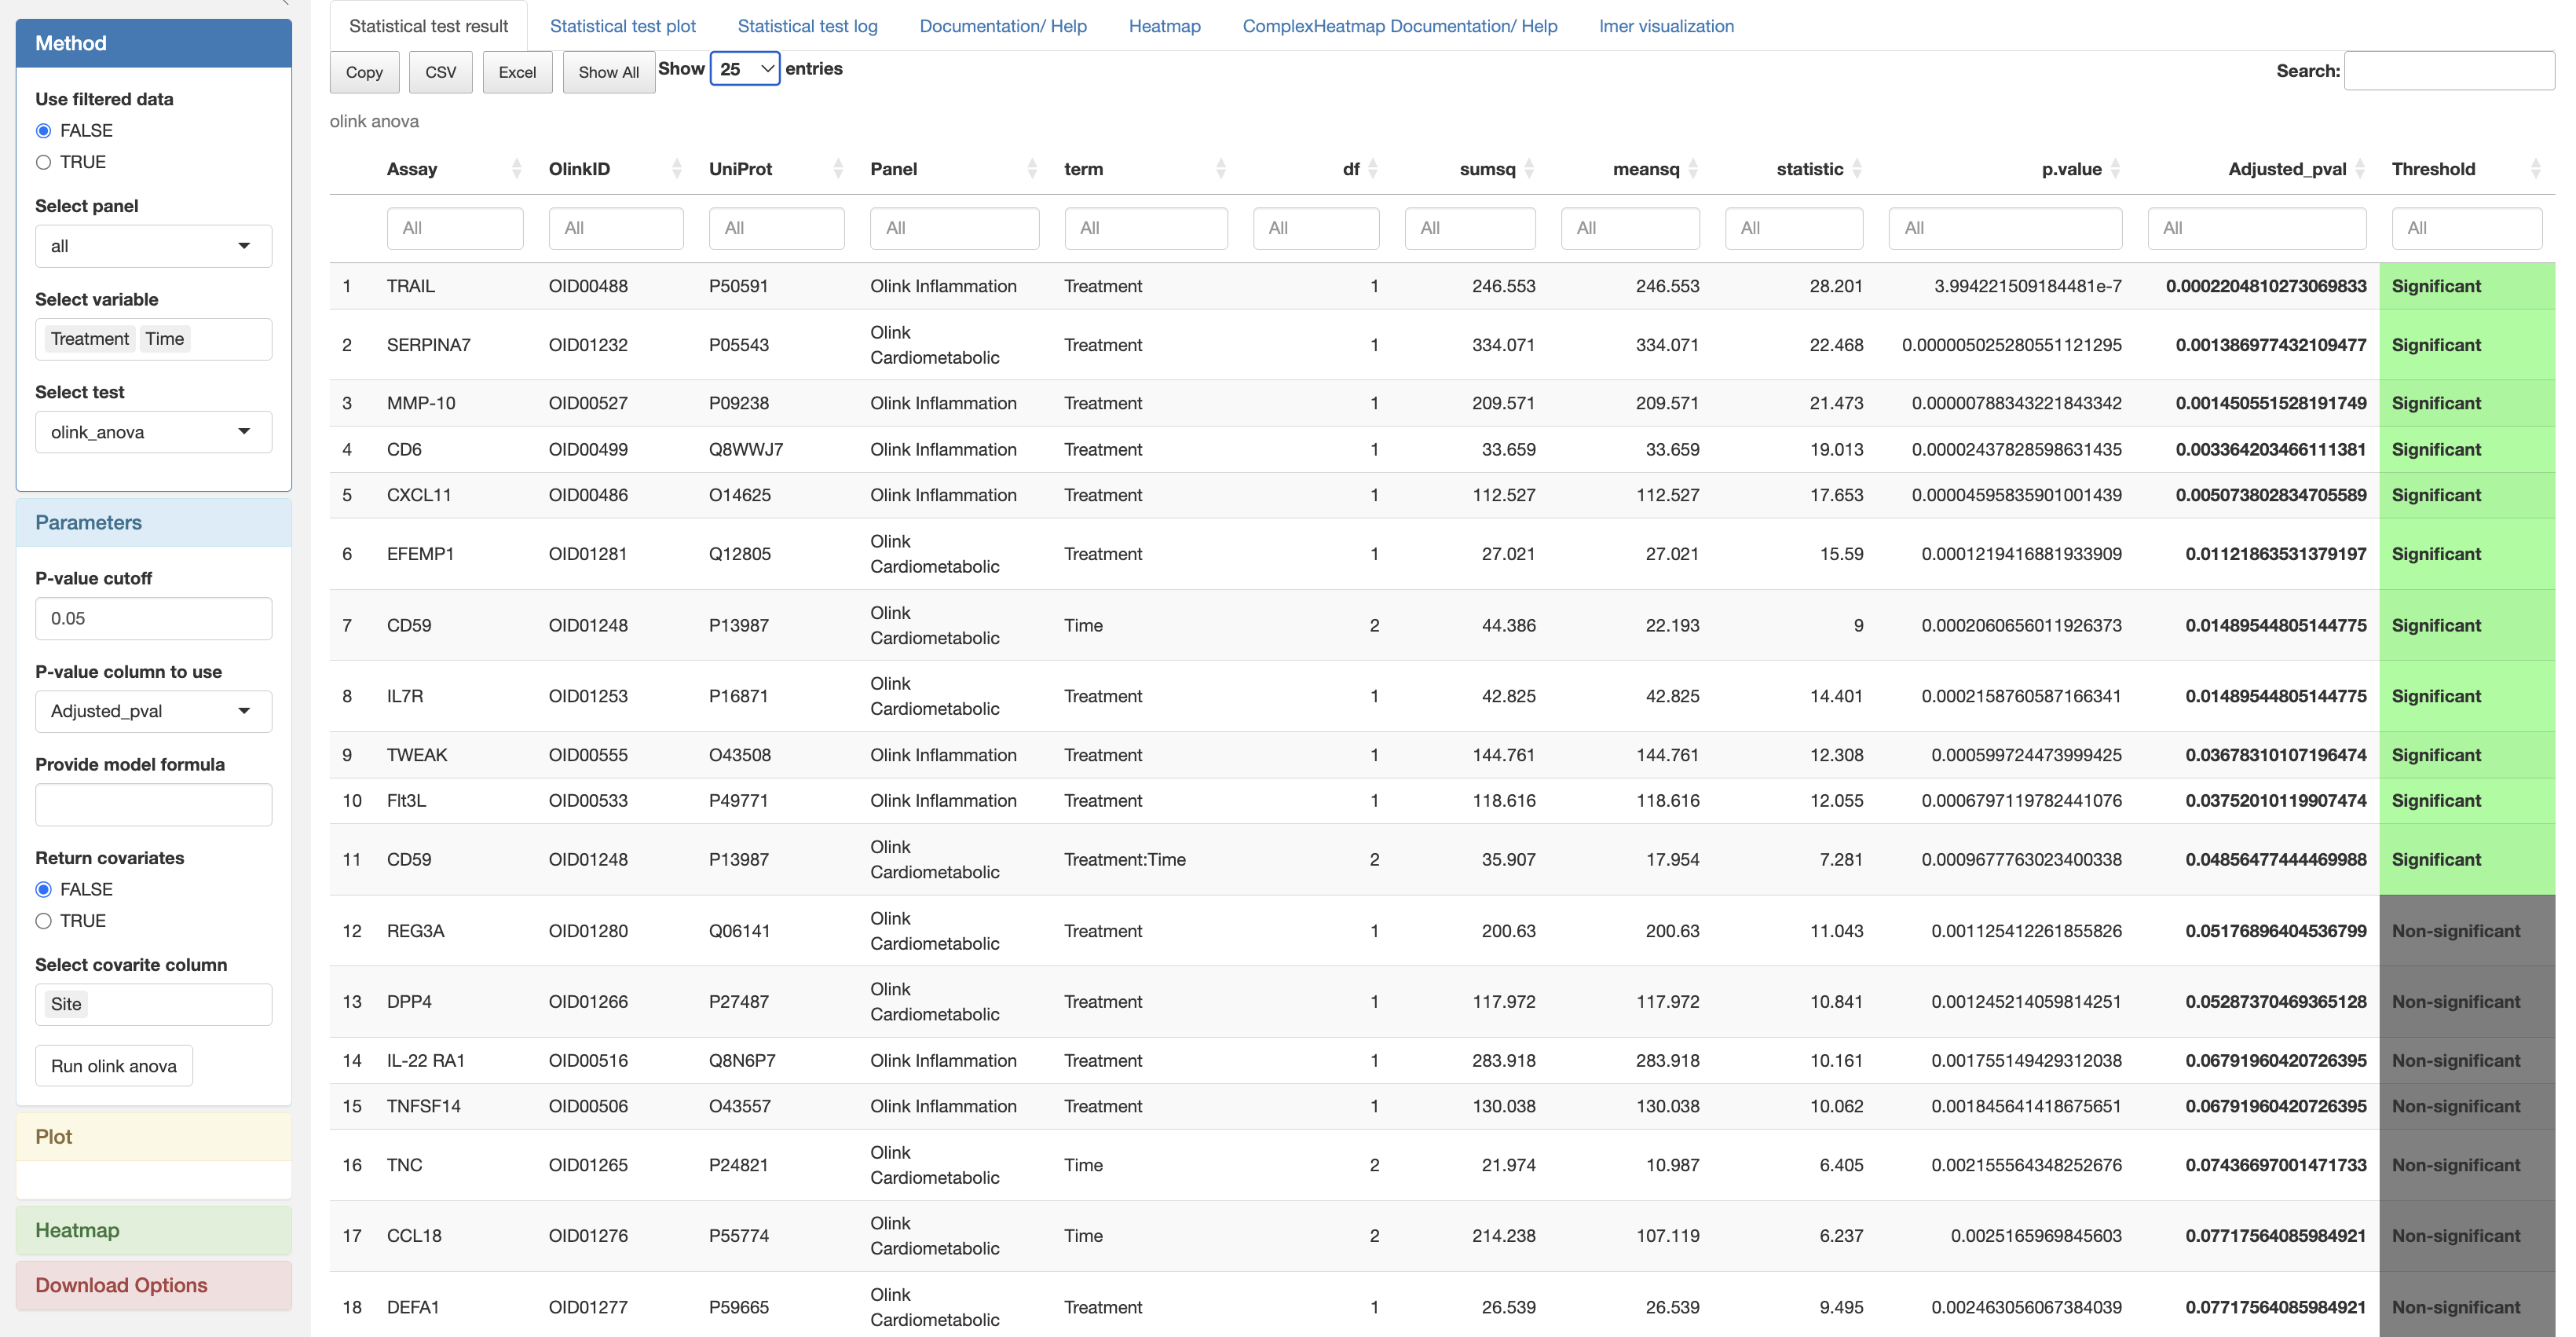 Method
Use filtered data
FALSE
TRUE
Select panel
all
Select variable
Treatment Time
Select test
olink_anova
Parameters
P-value cutoff
0.05
P-value column to use
Adjusted_pval
Provide model formula
Return covariates
FALSE
TRUE
Select covarite column
Site
Run olink anova
Plot
Heatmap
Download Options
Statistical test result Statistical test plot Statistical test log Documentation/ Help Heatmap ComplexHeatmap Documentation/ Help lmer visualization
Copy CSV Excel Show All Show 25 entries Search:
olink anova
Assay OlinkID UniProt Panel term df sumsq meansq statistic p.value Adjusted_pval Threshold
All All All All All All All All All All All All
1 TRAIL OID00488 P50591 Olink Inflammation Treatment 1 246.553 246.553 28.201 3.994221509184481e-7 0.0002204810273069833 Significant
2 SERPINA7 OID01232 P05543 Olink Cardiometabolic Treatment 1 334.071 334.071 22.468 0.000005025280551121295 0.001386977432109477 Significant
3 MMP-10 OID00527 P09238 Olink Inflammation Treatment 1 209.571 209.571 21.473 0.00000788343221843342 0.001450551528191749 Significant
4 CD6 OID00499 Q8WWJ7 Olink Inflammation Treatment 1 33.659 33.659 19.013 0.00002437828598631435 0.003364203466111381 Significant
5 CXCL11 OID00486 O14625 Olink Inflammation Treatment 1 112.527 112.527 17.653 0.00004595835901001439 0.005073802834705589 Significant
6 EFEMP1 OID01281 Q12805 Olink Cardiometabolic Treatment 1 27.021 27.021 15.59 0.0001219416881933909 0.01121863531379197 Significant
7 CD59 OID01248 P13987 Olink Cardiometabolic Time 2 44.386 22.193 9 0.0002060656011926373 0.01489544805144775 Significant
8 IL7R OID01253 P16871 Olink Cardiometabolic Treatment 1 42.825 42.825 14.401 0.0002158760587166341 0.01489544805144775 Significant
9 TWEAK OID00555 O43508 Olink Inflammation Treatment 1 144.761 144.761 12.308 0.000599724473999425 0.03678310107196474 Significant
10 Flt3L OID00533 P49771 Olink Inflammation Treatment 1 118.616 118.616 12.055 0.0006797119782441076 0.03752010119907474 Significant
11 CD59 OID01248 P13987 Olink Cardiometabolic Treatment:Time 2 35.907 17.954 7.281 0.0009677763023400338 0.04856477444469988 Significant
12 REG3A OID01280 Q06141 Olink Cardiometabolic Treatment 1 200.63 200.63 11.043 0.001125412261855826 0.05176896404536799 Non-significant
13 DPP4 OID01266 P27487 Olink Cardiometabolic Treatment 1 117.972 117.972 10.841 0.001245214059814251 0.05287370469365128 Non-significant
14 IL-22 RA1 OID00516 Q8N6P7 Olink Inflammation Treatment 1 283.918 283.918 10.161 0.001755149429312038 0.06791960420726395 Non-significant
15 TNFSF14 OID00506 O43557 Olink Inflammation Treatment 1 130.038 130.038 10.062 0.001845641418675651 0.06791960420726395 Non-significant
16 TNC OID01265 P24821 Olink Cardiometabolic Time 2 21.974 10.987 6.405 0.002155564348252676 0.07436697001471733 Non-significant
17 CCL18 OID01276 P55774 Olink Cardiometabolic Time 2 214.238 107.119 6.237 0.0025165969845603 0.07717564085984921 Non-significant
18 DEFA1 OID01277 P59665 Olink Cardiometabolic Treatment 1 26.539 26.539 9.495 0.002463056067384039 0.07717564085984921 Non-significant